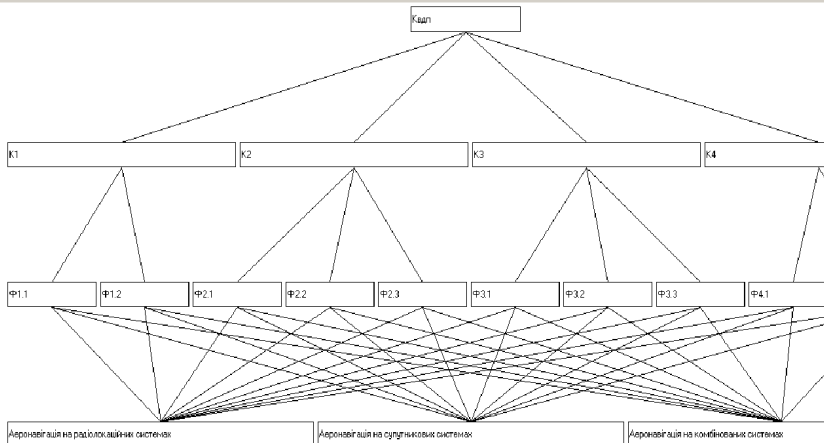 Квдп
К1
К2
К3
К4
Ф1.1
Ф1.2
Ф2.1
Ф2.2
Ф2.3
Ф3.1
Ф3.2
Ф3.3
Ф4.1
Аеронавігація на радіолокаційних системах
Аеронавігація на супутникових системах
Аеронавігація на комбінованих системах